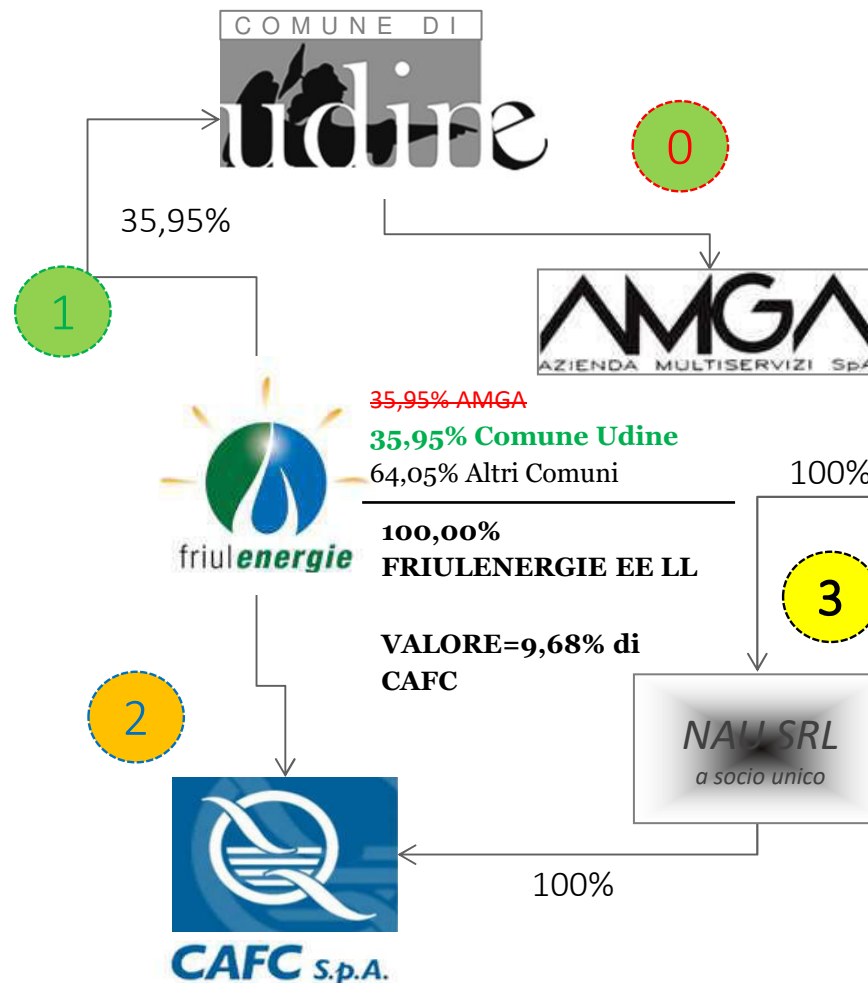 COMUNE DI
udine
0
35,95%
1
AMGA
AZIENDA MULTISERVIZI SpA
35,95% AMGA
35,95% Comune Udine
64,05% Altri Comuni
100%
friulenergie
100,00%
FRIULENERGIE EE LL
3
VALORE=9,68% di
CAFC
2
NAU SRL
a socio unico
100%
CAFC S.p.A.